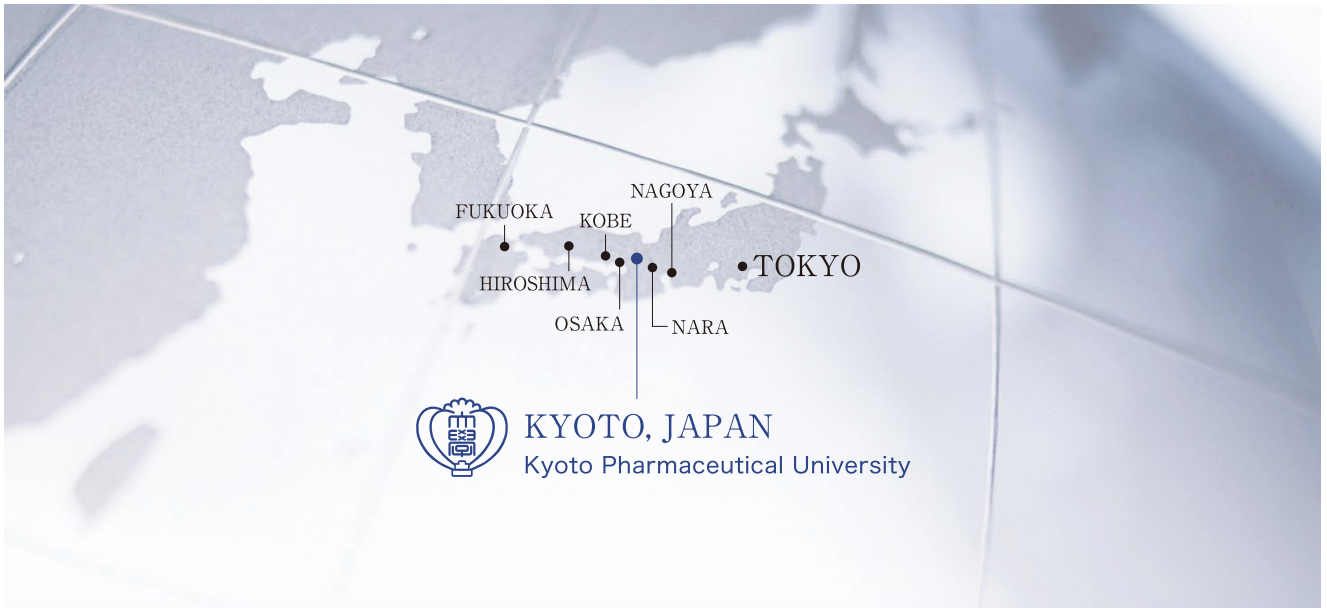 NAGOYA
FUKUOKA
KOBE
TOKYO
HIROSHIMA
OSAKA
NARA
KYOTO, JAPAN
Kyoto Pharmaceutical University